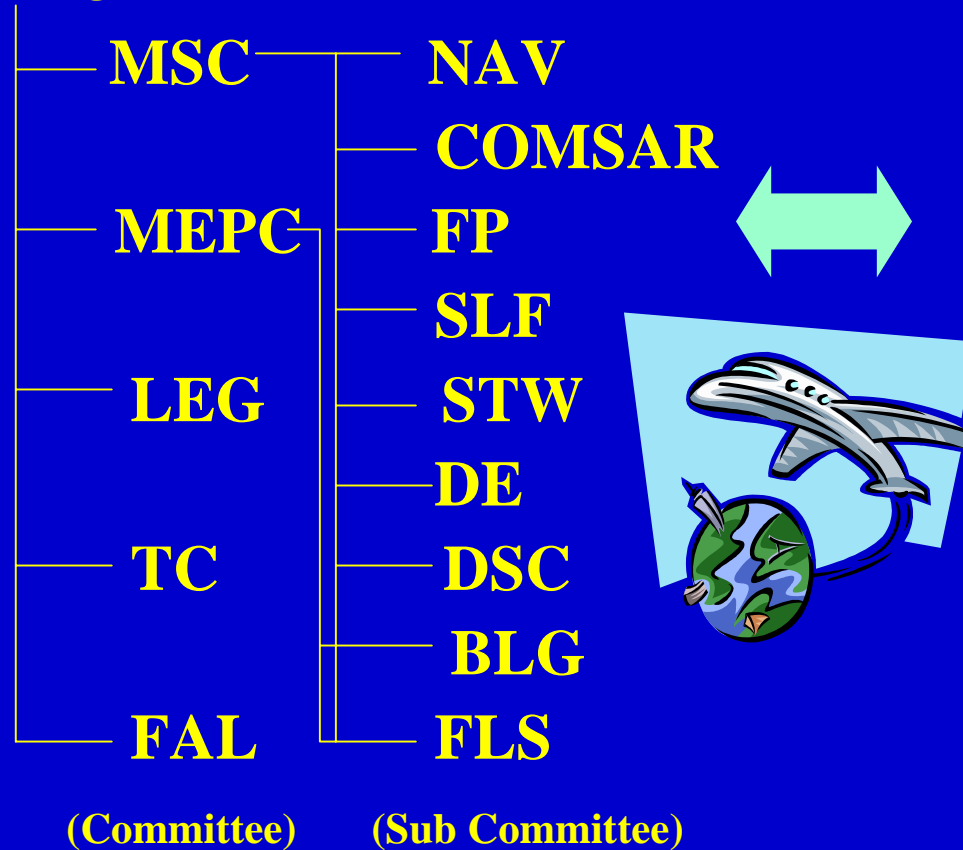 MSC NAV
COMSAR
MEPC FP
SLF
LEG STW
DE
TC DSC
BLG
FAL FLS
(Committee) (Sub Committee)